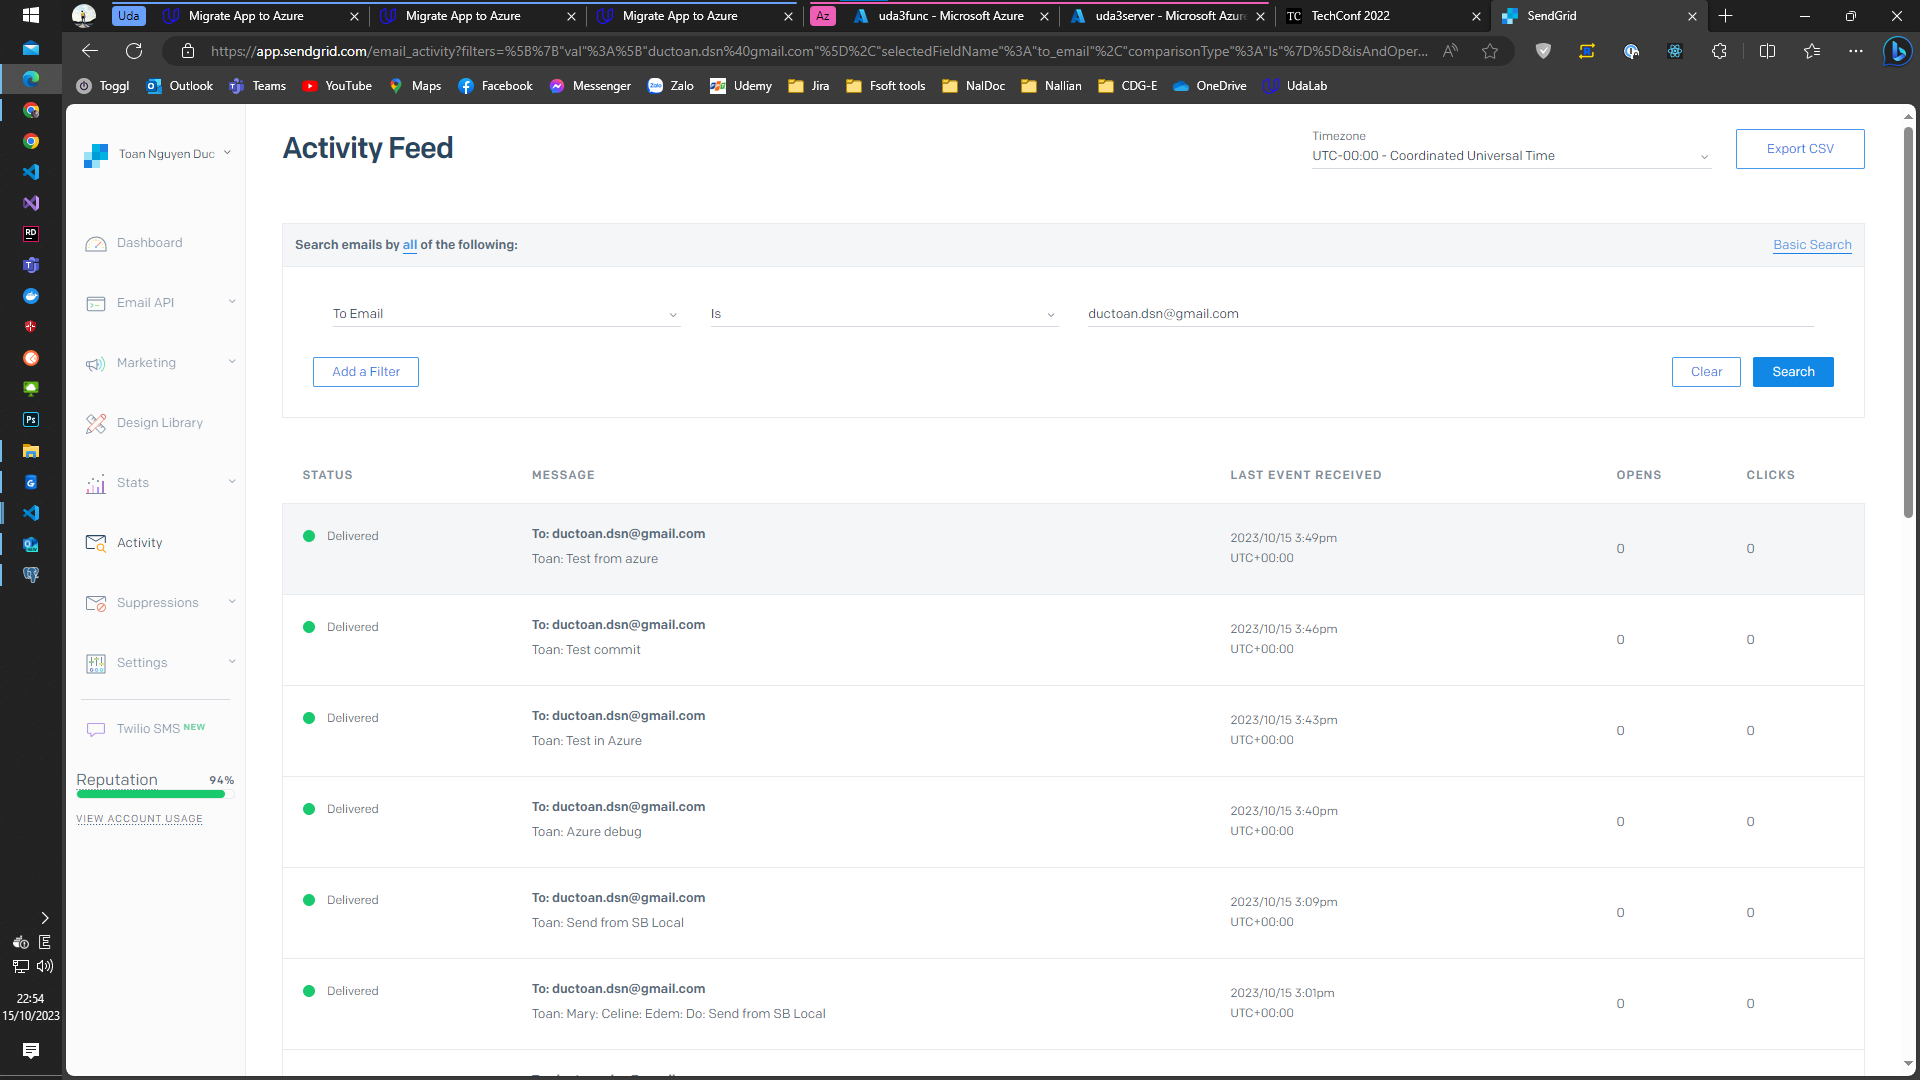 Uda
Migrate App to Azure
Migrate App to Azure
Migrate App to Azure
Az
uda3func - Microsoft Azure
uda3server - Microsoft Azure
TC
TechConf 2022
SendGrid
https://app.sendgrid.com/email_activity?filters=%5B%7B"val"%3A%5B"ductoan.dsn%40gmail.com"%5D%2C"selectedFieldName"%3A"to_email"%2C"comparisonType"%3A"Is"%7D%5D&isAndOper...
Toggl
Outlook
Teams
YouTube
Maps
Facebook
Messenger
Zalo
Udemy
Jira
Fsoft tools
NalDoc
Nallian
CDG-E
OneDrive
UdaLab
Toan Nguyen Duc
Dashboard
Email API
Marketing
Design Library
Stats
Activity
Suppressions
Settings
Twilio SMS NEW
Reputation 94%
VIEW ACCOUNT USAGE
Activity Feed
Timezone
UTC-00:00 - Coordinated Universal Time
Export CSV
Search emails by all of the following:
Basic Search
To Email
Is
ductoan.dsn@gmail.com
Add a Filter
Clear
Search
STATUS MESSAGE LAST EVENT RECEIVED OPENS CLICKS
Delivered
To: ductoan.dsn@gmail.com
Toan: Test from azure
2023/10/15 3:49pm
UTC+00:00
0
0
Delivered
To: ductoan.dsn@gmail.com
Toan: Test commit
2023/10/15 3:46pm
UTC+00:00
0
0
Delivered
To: ductoan.dsn@gmail.com
Toan: Test in Azure
2023/10/15 3:43pm
UTC+00:00
0
0
Delivered
To: ductoan.dsn@gmail.com
Toan: Azure debug
2023/10/15 3:40pm
UTC+00:00
0
0
Delivered
To: ductoan.dsn@gmail.com
Toan: Send from SB Local
2023/10/15 3:09pm
UTC+00:00
0
0
Delivered
To: ductoan.dsn@gmail.com
Toan: Mary: Celine: Edem: Do: Send from SB Local
2023/10/15 3:01pm
UTC+00:00
0
0
RD
Ps
E
22:54
15/10/2023